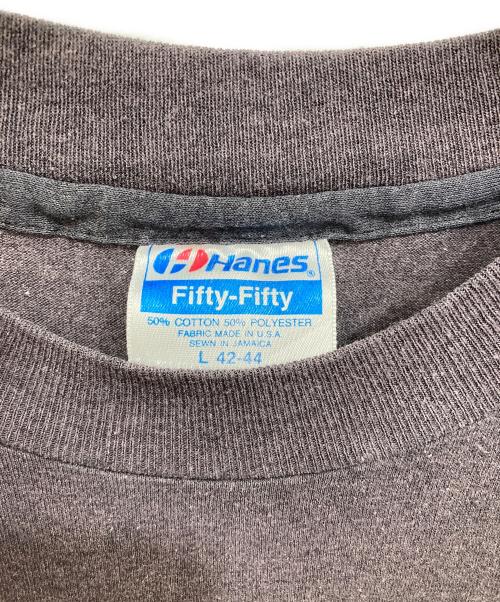 Hanes®
Fifty-Fifty
50% COTTON 50% POLYESTER
FABRIC MADE IN U.S.A.
SEWN IN JAMAICA
L 42-44